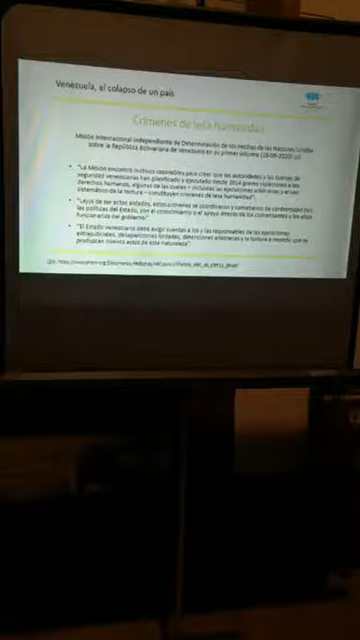 Venezuela, el colapso de un país
Crímenes de lesa humanidad
Misión Internacional Independiente de Determinación de los Hechos de las Naciones Unidas
sobre la República Bolivariana de Venezuela en su primer informe
"La Misión encontró motivos razonables para creer que las autoridades y las fuerzas de
seguridad venezolanas han planificado y ejecutado desde 2014 graves violaciones a los
derechos humanos, algunas de las cuales – incluidas las ejecuciones arbitrarias y el uso
sistemático de la tortura – constituyen crímenes de lesa humanidad".
"Lejos de ser actos aislados, estos crímenes se coordinaron y cometieron de conformidad con
las políticas del Estado, con el conocimiento o el apoyo directo de los comandantes y los altos
funcionarios del gobierno."
"El Estado venezolano debe exigir cuentas a los y las responsables de las ejecuciones
extrajudiciales, desapariciones forzadas, detenciones arbitrarias y la tortura e impedir que se
produzcan nuevos actos de esta naturaleza".